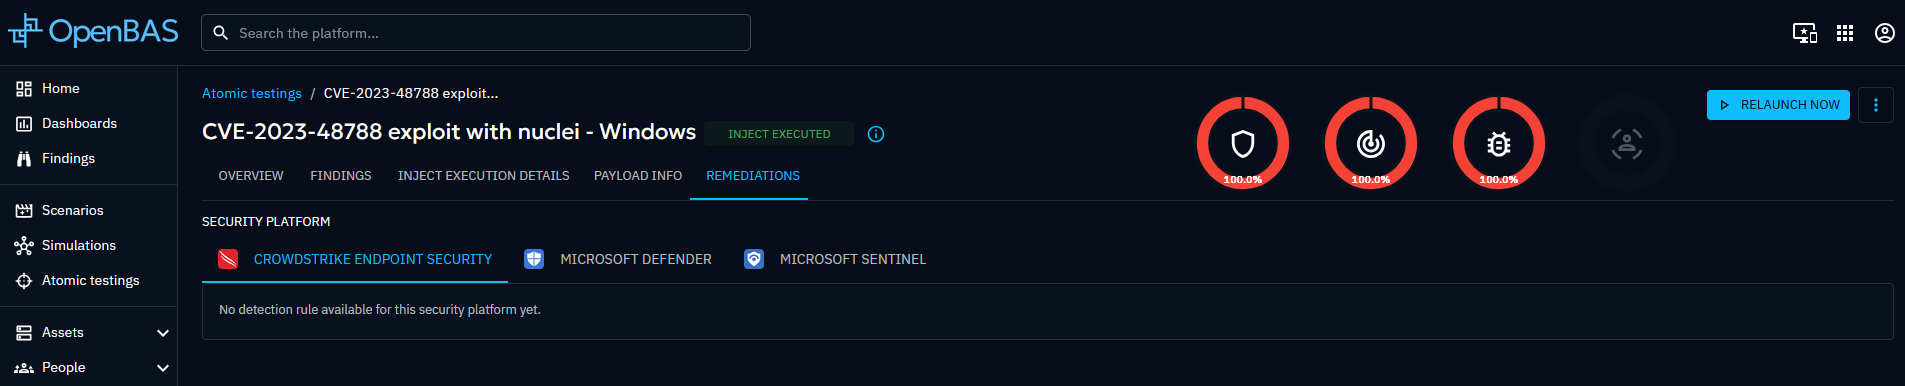 OpenBAS
Search the platform...
Home
Dashboards
Findings
Scenarios
Simulations
Atomic testings
Assets
People
Atomic testings / CVE-2023-48788 exploit...
CVE-2023-48788 exploit with nuclei - Windows
INJECT EXECUTED
100.0%
100.0%
100.0%
RELAUNCH NOW
OVERVIEW FINDINGS INJECT EXECUTION DETAILS PAYLOAD INFO REMEDIATIONS
SECURITY PLATFORM
CROWDSTRIKE ENDPOINT SECURITY MICROSOFT DEFENDER MICROSOFT SENTINEL
No detection rule available for this security platform yet.